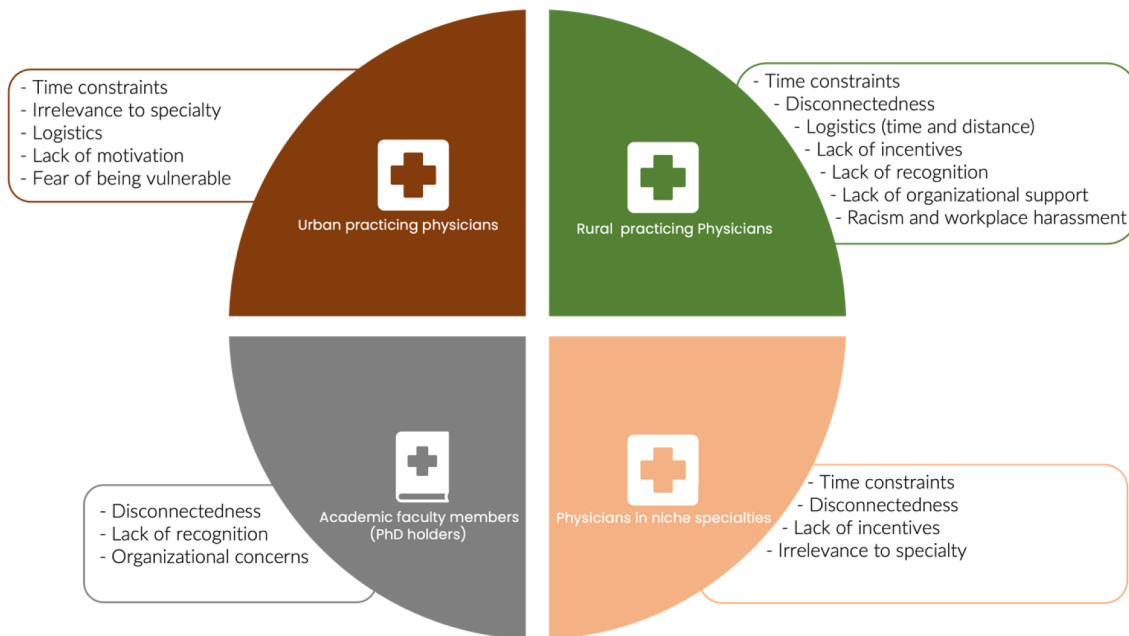 - Time constraints
- Irrelevance to specialty
- Logistics
- Lack of motivation
- Fear of being vulnerable
Urban practicing physicians
- Time constraints
- Disconnectedness
- Logistics (time and distance)
- Lack of incentives
- Lack of recognition
- Lack of organizational support
- Racism and workplace harassment
Rural practicing Physicians
- Disconnectedness
- Lack of recognition
- Organizational concerns
Academic faculty members
(PhD holders)
- Time constraints
- Disconnectedness
- Lack of incentives
- Irrelevance to specialty
Physicians in niche specialties